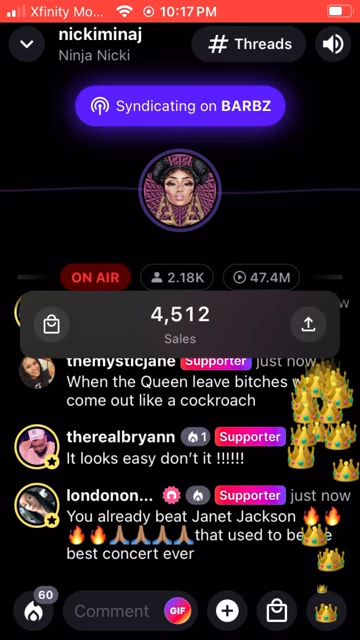 Xfinity Mo... 10:17PM
nickiminaj
Ninja Nicki
# Threads
Syndicating on BARBZ
ON AIR 2.18K 47.4M
4,512
Sales
themysticjane Supporter just now
When the Queen leave bitches
come out like a cockroach
therealbryann 1 Supporter
It looks easy don't it !!!!!!
londonon... Supporter just now
You already beat Janet Jackson 🔥🔥
🔥🔥🙏🏽🙏🏽🙏🏽🙏🏽that used to be
best concert ever
60
Comment GIF